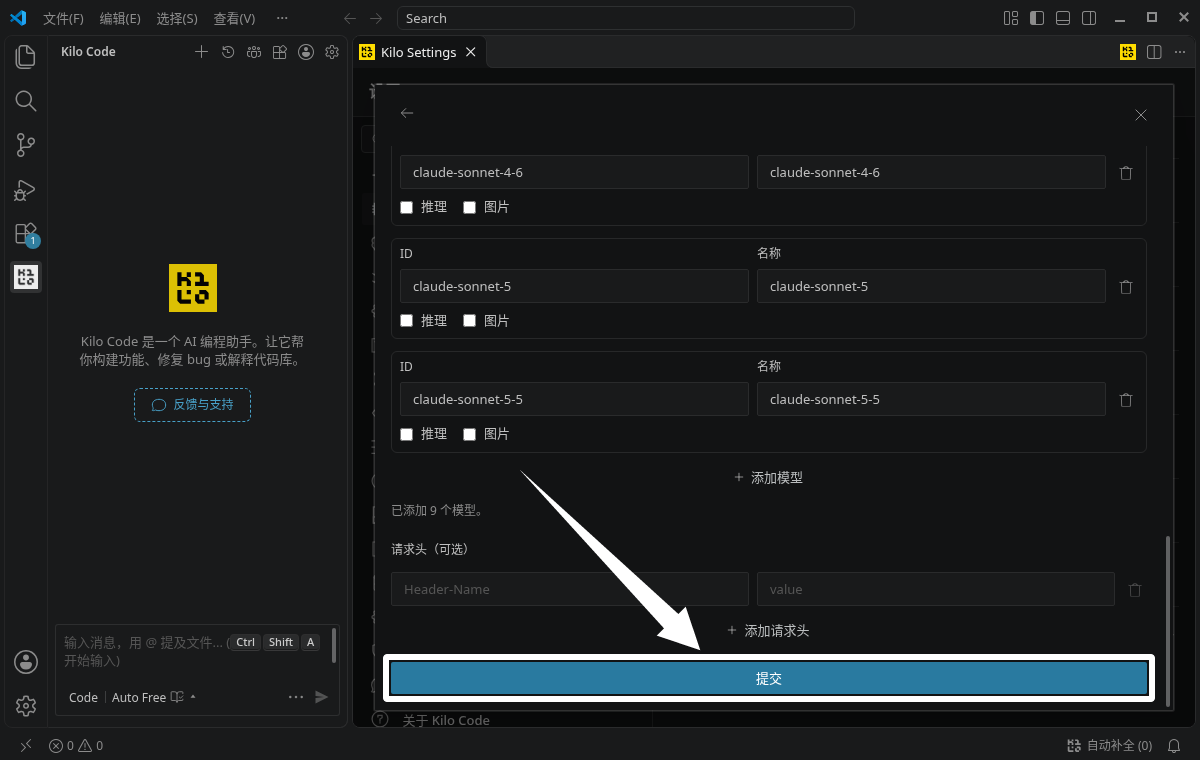 文件(F) 编辑(E) 选择(S) 查看(V) ··· Search
Kilo Code
Kilo Settings
claude-sonnet-4-6 claude-sonnet-4-6
推理 图片
ID 名称
claude-sonnet-5 claude-sonnet-5
推理 图片
ID 名称
claude-sonnet-5-5 claude-sonnet-5-5
推理 图片
+ 添加模型
已添加 9 个模型。
请求头（可选）
Header-Name value
+ 添加请求头
提交
关于 Kilo Code
1
Kilo Code 是一个 AI 编程助手。让它帮
你构建功能、修复 bug 或解释代码库。
反馈与支持
输入消息，用 @ 提及文件... (Ctrl Shift A
开始输入)
Code Auto Free
0 0 自动补全 (0)